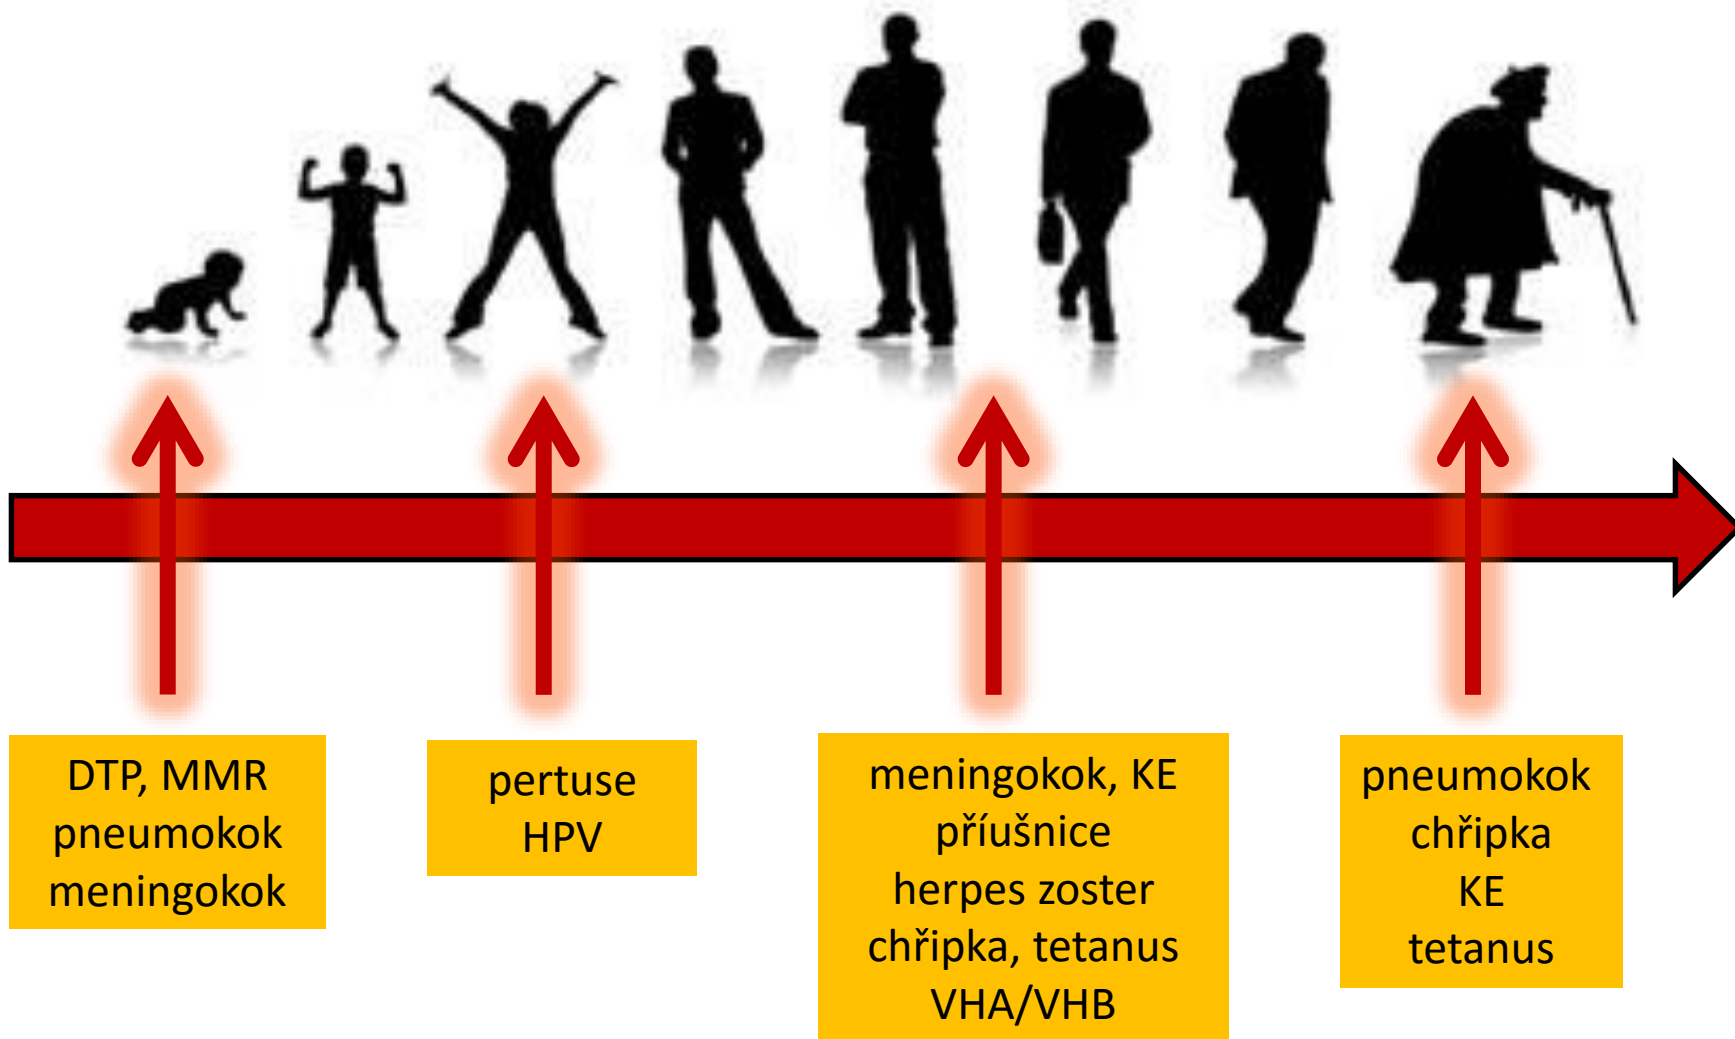 DTP, MMR
pneumokok
meningokok
pertuse
HPV
meningokok, KE
příušnice
herpes zoster
chřipka, tetanus
VHA/VHB
pneumokok
chřipka
KE
tetanus